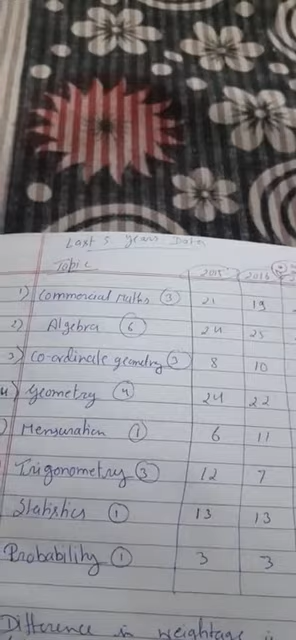 Last 5 years Data
Topic 2015 2016
1) Commercial maths (3) 21 19
2) Algebra (6) 24 25
3) Co-ordinate geometry (2) 8 10
4) Geometry (4) 24 22
) Mensuration (1) 6 11
Trigonometry (3) 12 7
Statistics (1) 13 13
Probability (1) 3 3
Difference in weightage